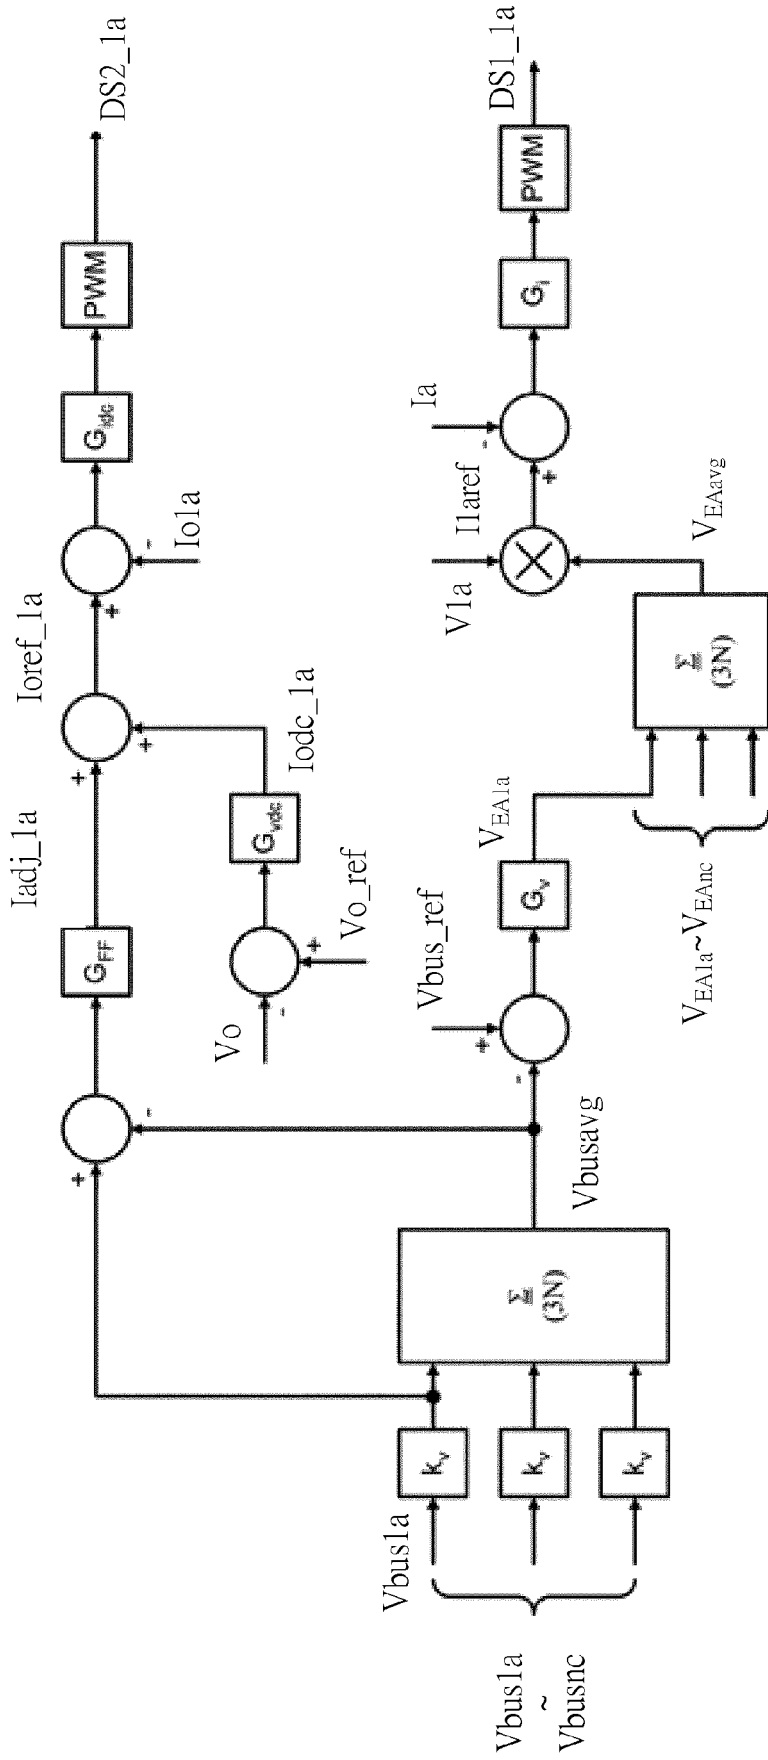 Vbus1a
~
Vbusnc
Vbus1a
kv
kv
kv
Σ
(3N)
Vbusavg
+
-
GFF
Iadj_1a
+
+
Ioref_1a
+
-
Io1a
Gidc
PWM
DS2_1a
Vo
-
+
Vo_ref
Gvdc
Iodc_1a
Vbus_ref
+
-
Gv
VEA1a
VEA1a~VEAnc
Σ
(3N)
VEAavg
V1a
I1aref
+
-
Ia
Gi
PWM
DS1_1a